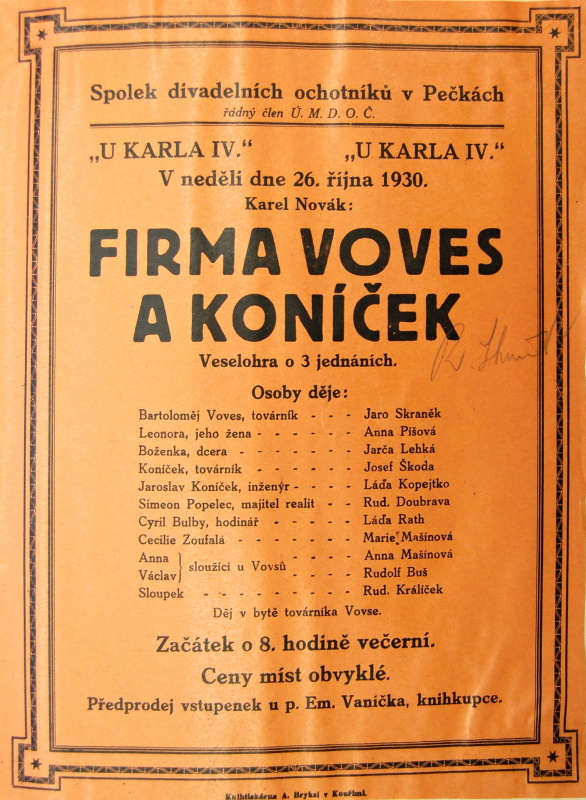 Spolek divadelních ochotníků v Pečkách
řádný člen Ú. M. D. O. Č.
„U KARLA IV.“ „U KARLA IV.“
V neděli dne 26. října 1930.
Karel Novák:
FIRMA VOVES
A KONÍČEK
Veselohra o 3 jednáních.
Osoby děje:
Bartoloměj Voves, továrník - - - Jaro Skraněk
Leonora, jeho žena - - - - - - Anna Píšová
Boženka, dcera - - - - - - - Jarča Lehká
Koníček, továrník - - - - - - Josef Škoda
Jaroslav Koníček, inženýr - - - - Láďa Kopejtko
Simeon Popelec, majitel realit - - - Rud. Doubrava
Cyril Bulby, hodinář - - - - - Láďa Rath
Cecilie Zoufalá - - - - - - - Marie Mašínová
Anna - - - - Anna Mašínová
sloužící u Vovsů
Václav - - - - Rudolf Buš
Sloupek - - - - - - - - - Rud. Králíček
Děj v bytě továrníka Vovse.
Začátek o 8. hodině večerní.
Ceny míst obvyklé.
Předprodej vstupenek u p. Em. Vaníčka, knihkupce.
Knihtiskárna A. v Kouřimi.